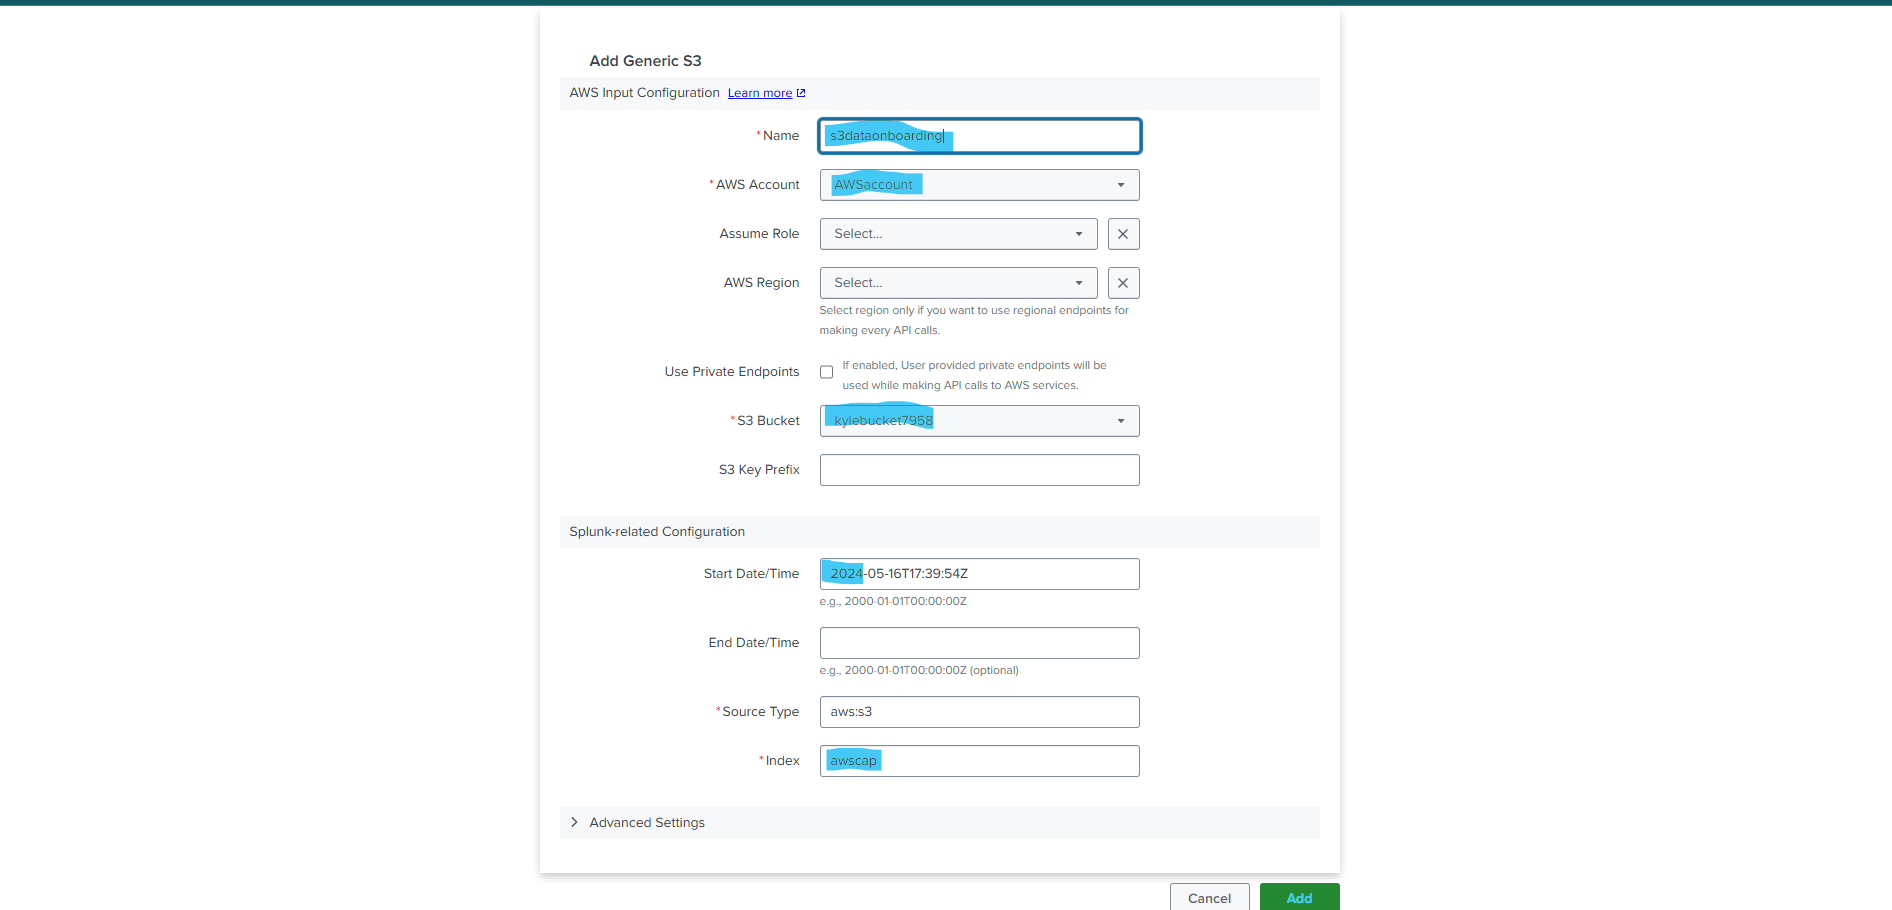 Add Generic S3
AWS Input Configuration Learn more
*Name s3dataonboarding
*AWS Account AWSaccount
Assume Role Select...
AWS Region Select...
Select region only if you want to use regional endpoints for
making every API calls.
Use Private Endpoints If enabled, User provided private endpoints will be
used while making API calls to AWS services.
*S3 Bucket kylebucket7958
S3 Key Prefix
Splunk-related Configuration
Start Date/Time 2024-05-16T17:39:54Z
e.g., 2000-01-01T00:00:00Z
End Date/Time
e.g., 2000-01-01T00:00:00Z (optional)
*Source Type aws:s3
*Index awscap
Advanced Settings
Cancel Add